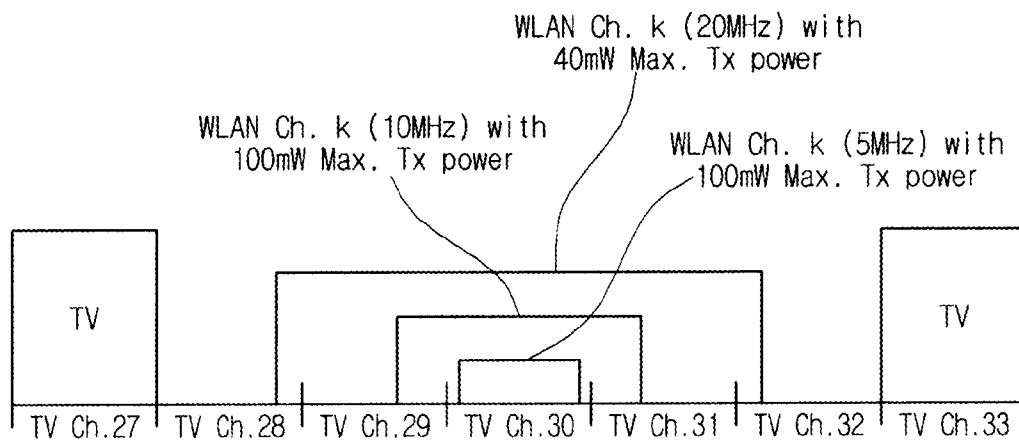 WLAN Ch. k (20MHz) with
40mW Max. Tx power
WLAN Ch. k (10MHz) with
100mW Max. Tx power
WLAN Ch. k (5MHz) with
100mW Max. Tx power
TV
TV
TV Ch.27 TV Ch.28 TV Ch.29 TV Ch.30 TV Ch.31 TV Ch.32 TV Ch.33